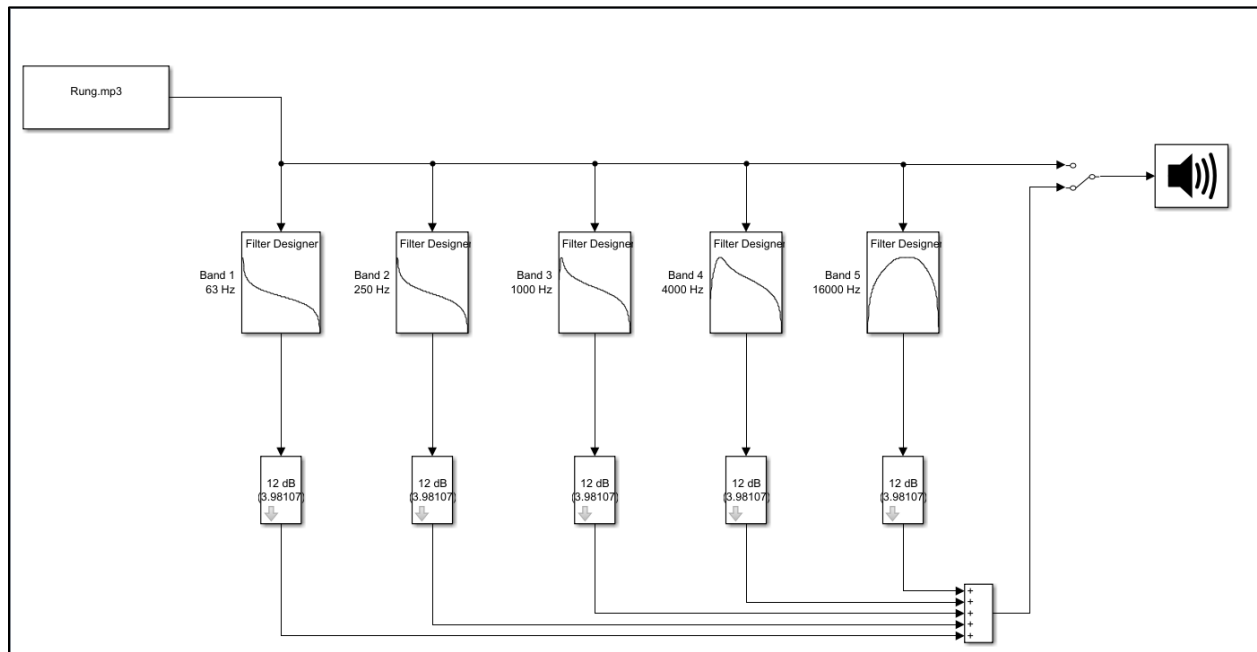 Rung.mp3
Filter Designer
Filter Designer
Filter Designer
Filter Designer
Filter Designer
Band 1
63 Hz
Band 2
250 Hz
Band 3
1000 Hz
Band 4
4000 Hz
Band 5
16000 Hz
12 dB
(3.98107)
12 dB
(3.98107)
12 dB
(3.98107)
12 dB
(3.98107)
12 dB
(3.98107)
+
+
+
+
+